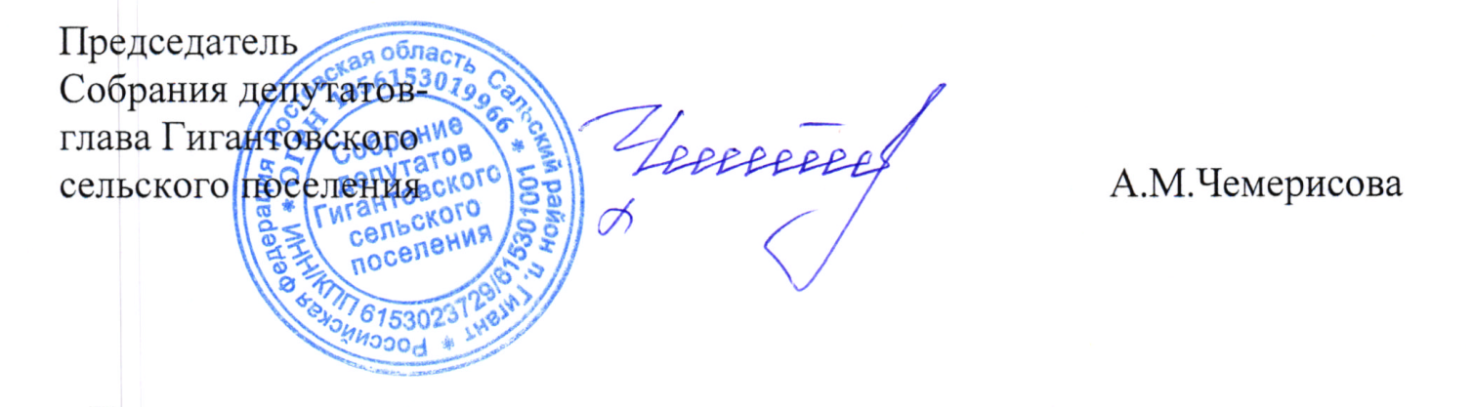 Председатель
Собрания депутатов-
глава Гигантовского
сельского поселения
А.М.Чемерисова
Российская Федерация Ростовская область Сальский район п. Гигант *
* ОГРН 1056153019966 * ИНН/КПП 6153023729/615301001
Собрание
депутатов
Гигантовского
сельского
поселения